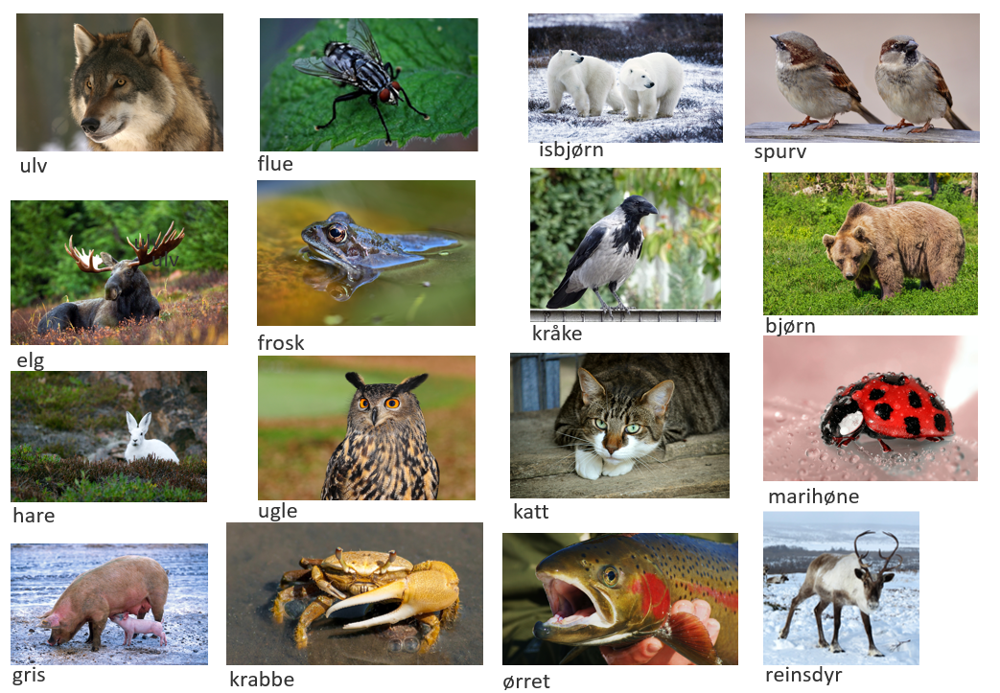 ulv
flue
isbjørn
spurv
ulv
elg
frosk
kråke
bjørn
hare
ugle
katt
marihøne
gris
krabbe
ørret
reinsdyr